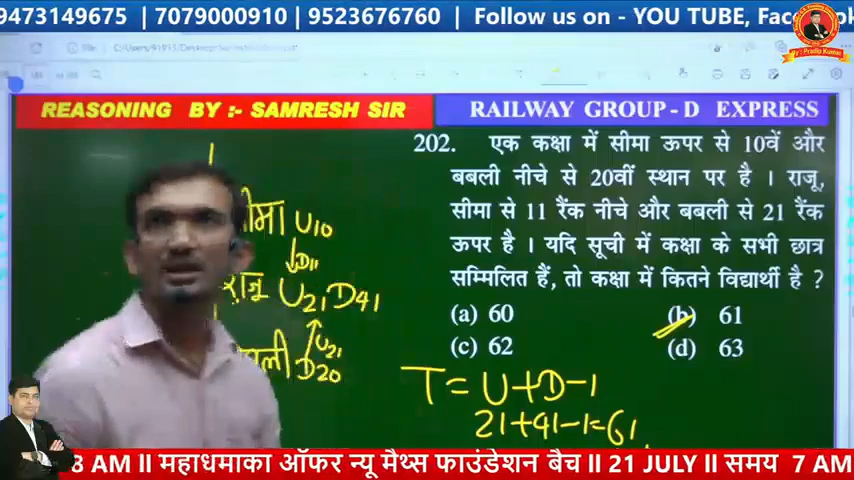 9473149675 | 7079000910 | 9523676760 | Follow us on - YOU TUBE, Fac
REASONING BY :- SAMRESH SIR
RAILWAY GROUP-D EXPRESS
202. एक कक्षा में सीमा ऊपर से 10वें और
बबली नीचे से 20वीं स्थान पर है । राजू,
सीमा से 11 रैंक नीचे और बबली से 21 रैंक
ऊपर है । यदि सूची में कक्षा के सभी छात्र
सम्मिलित हैं, तो कक्षा में कितने विद्यार्थी है ?
(a) 60 (b) 61
(c) 62 (d) 63
सीमा U10
D11
राजू U21 D41
U21
बबली D20
T = U+D-1
21+41-1=61
8 AM II महाधमाका ऑफर न्यू मैथ्स फाउंडेशन बैच II 21 JULY II समय 7 AM